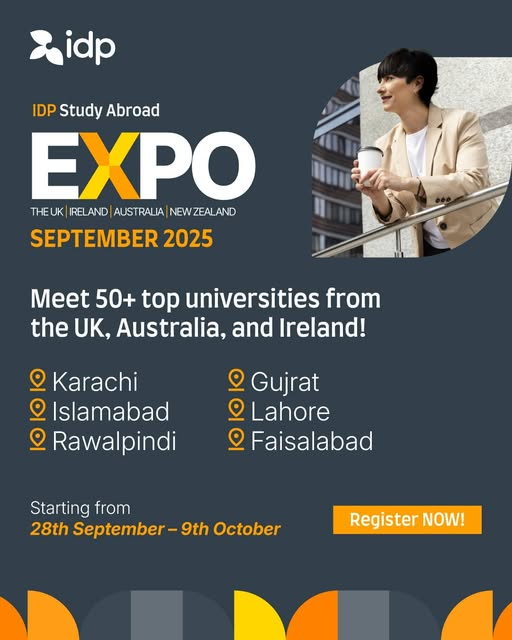 idp
IDP Study Abroad
EXPO
THE UK | IRELAND | AUSTRALIA | NEW ZEALAND
SEPTEMBER 2025
Meet 50+ top universities from
the UK, Australia, and Ireland!
Karachi
Islamabad
Rawalpindi
Gujrat
Lahore
Faisalabad
Starting from
28th September – 9th October
Register NOW!